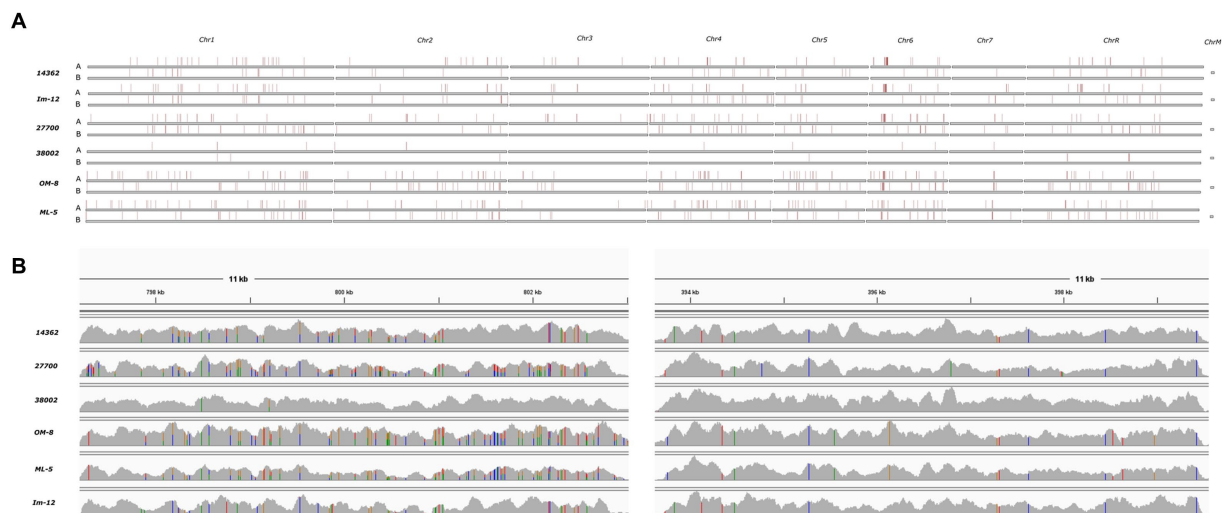 A
Chr1 Chr2 Chr3 Chr4 Chr5 Chr6 Chr7 ChrR ChrM
A
14362
B
A
Im-12
B
A
27700
B
A
38002
B
A
OM-8
B
A
ML-5
B
B
11 kb 11 kb
798 kb 800 kb 802 kb 394 kb 396 kb 398 kb
14362
27700
38002
OM-8
ML-5
Im-12